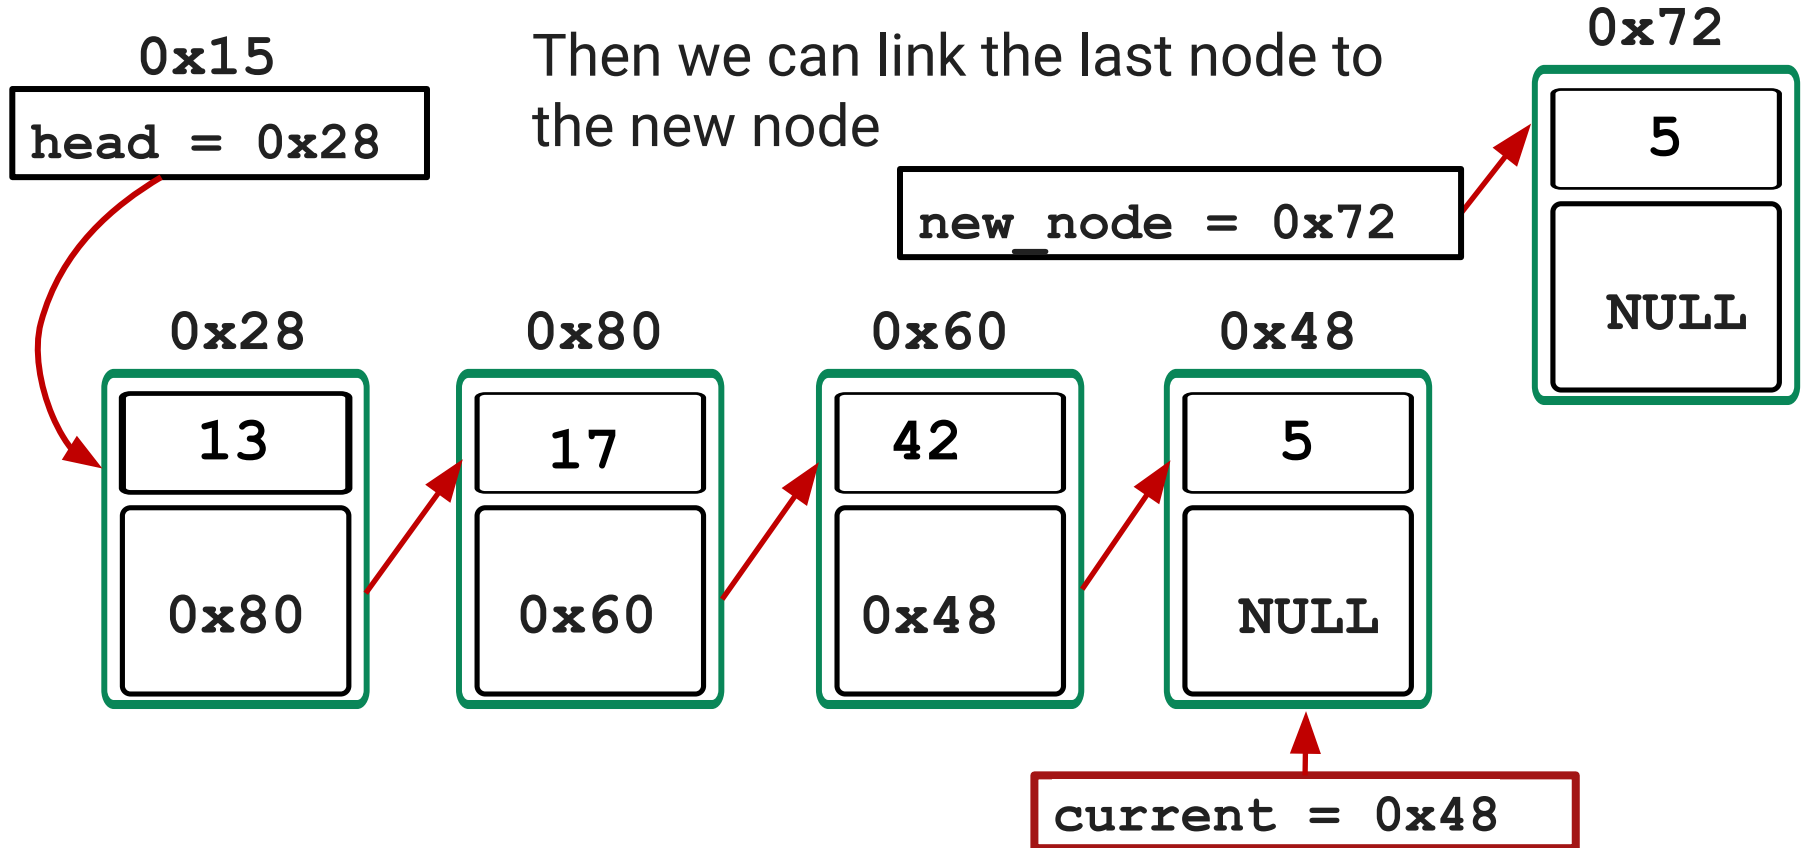 0x15
head = 0x28
Then we can link the last node to
the new node
new_node = 0x72
0x72
5
NULL
0x28
13
0x80
0x80
17
0x60
0x60
42
0x48
0x48
5
NULL
current = 0x48